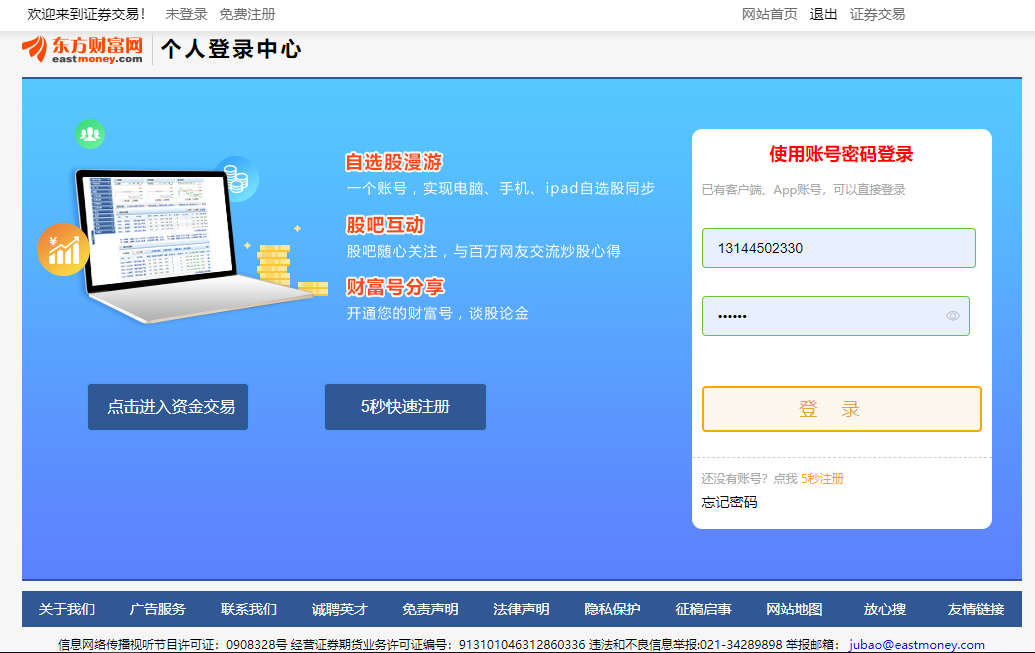 欢迎来到证券交易！ 未登录 免费注册 网站首页 退出 证券交易
东方财富网 个人登录中心
eastmoney.com
使用账号密码登录
已有客户端、App账号，可以直接登录
自选股漫游
一个账号，实现电脑、手机、ipad自选股同步
股吧互动
股吧随心关注，与百万网友交流炒股心得
13144502330
财富号分享
开通您的财富号，谈股论金
••••••
点击进入资金交易 5秒快速注册
登 录
还没有账号？点我 5秒注册
忘记密码
关于我们 广告服务 联系我们 诚聘英才 免责声明 法律声明 隐私保护 征稿启事 网站地图 放心搜 友情链接
信息网络传播视听节目许可证：0908328号 经营证券期货业务许可证编号：913101046312860336 违法和不良信息举报:021-34289898 举报邮箱：jubao@eastmoney.com